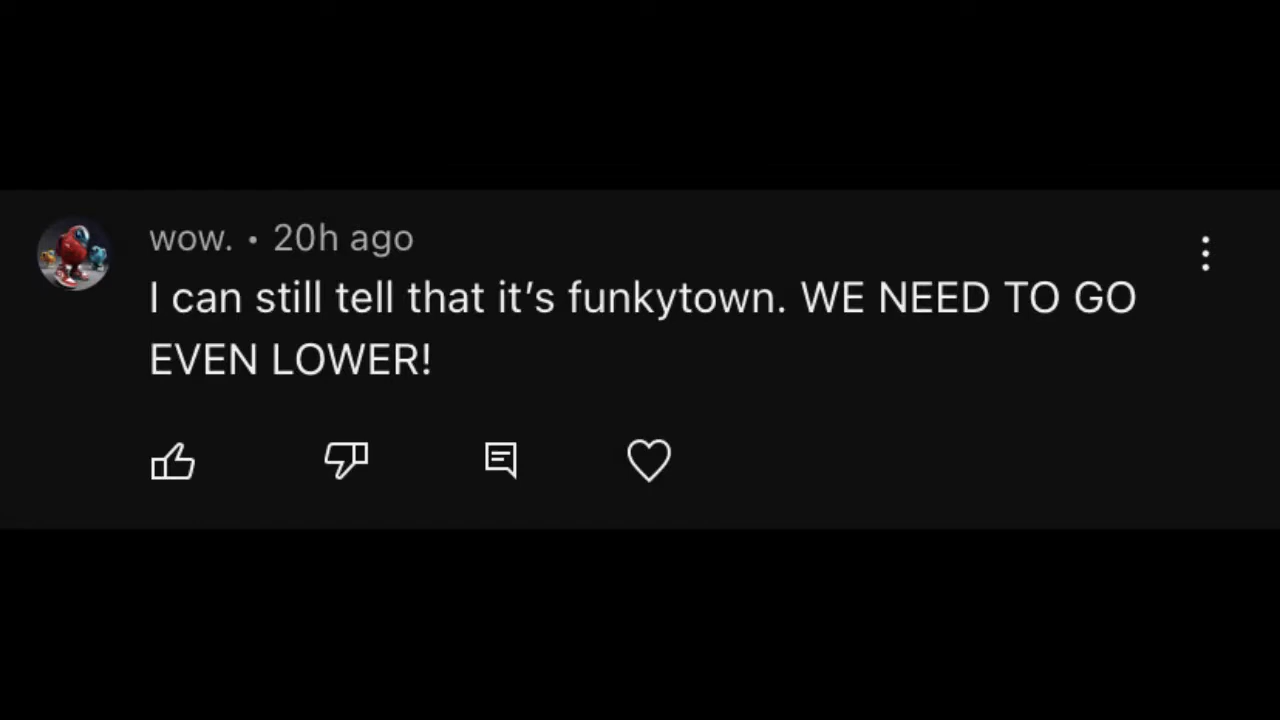 wow. • 20h ago
I can still tell that it’s funkytown. WE NEED TO GO
EVEN LOWER!